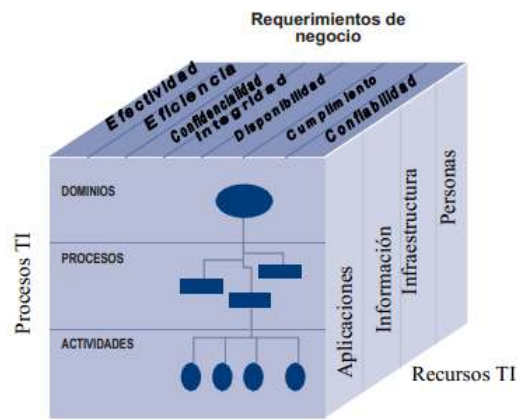 Requerimientos de
negocio
Efectividad
Eficiencia
Confidencialidad
Integridad
Disponibilidad
Cumplimiento
Confiabilidad
DOMINIOS
PROCESOS
ACTIVIDADES
Procesos TI
Aplicaciones
Información
Infraestructura
Personas
Recursos TI